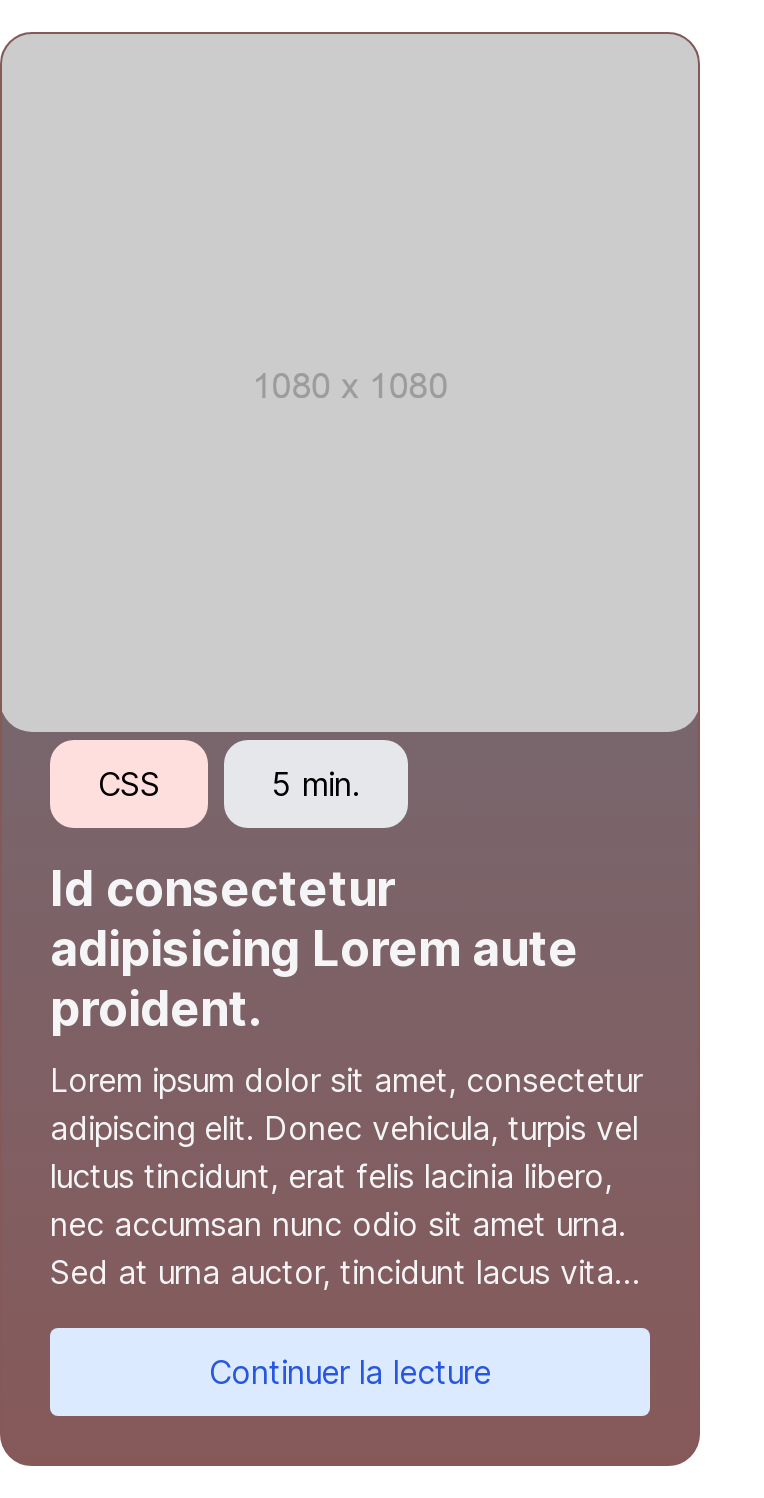 1080 x 1080
CSS
5 min.
Id consectetur
adipisicing Lorem aute
proident.
Lorem ipsum dolor sit amet, consectetur
adipiscing elit. Donec vehicula, turpis vel
luctus tincidunt, erat felis lacinia libero,
nec accumsan nunc odio sit amet urna.
Sed at urna auctor, tincidunt lacus vita...
Continuer la lecture